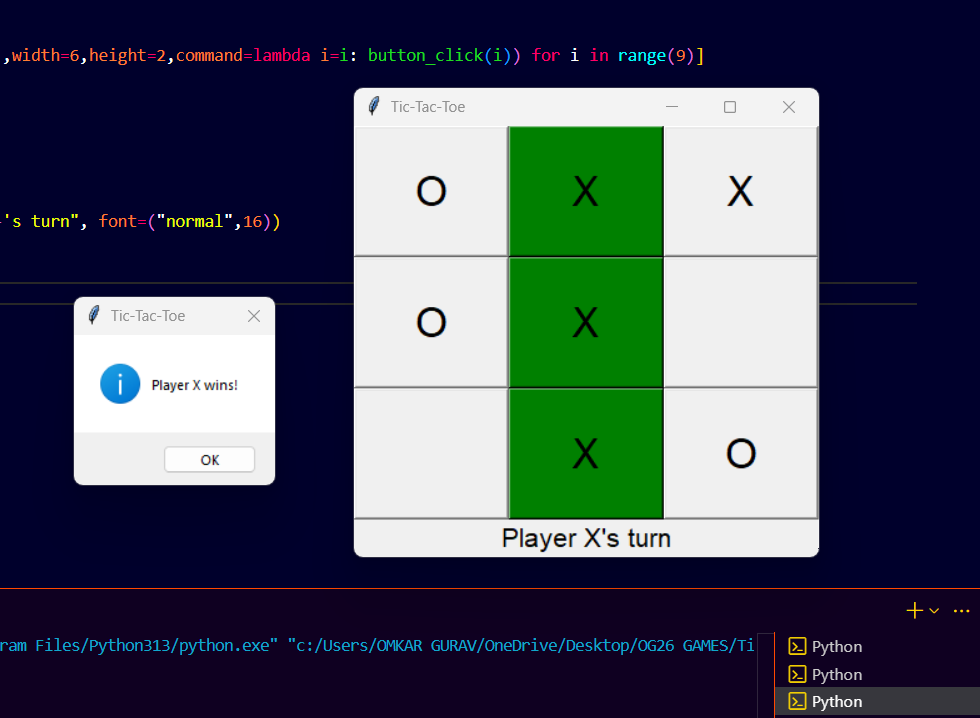 ,width=6,height=2,command=lambda i=i: button_click(i)) for i in range(9)]
Tic-Tac-Toe
O X X
's turn", font=("normal",16))
Tic-Tac-Toe
O X
Player X wins!
OK
X O
Player X's turn
ram Files/Python313/python.exe" "c:/Users/OMKAR GURAV/OneDrive/Desktop/OG26 GAMES/Ti
Python
Python
Python